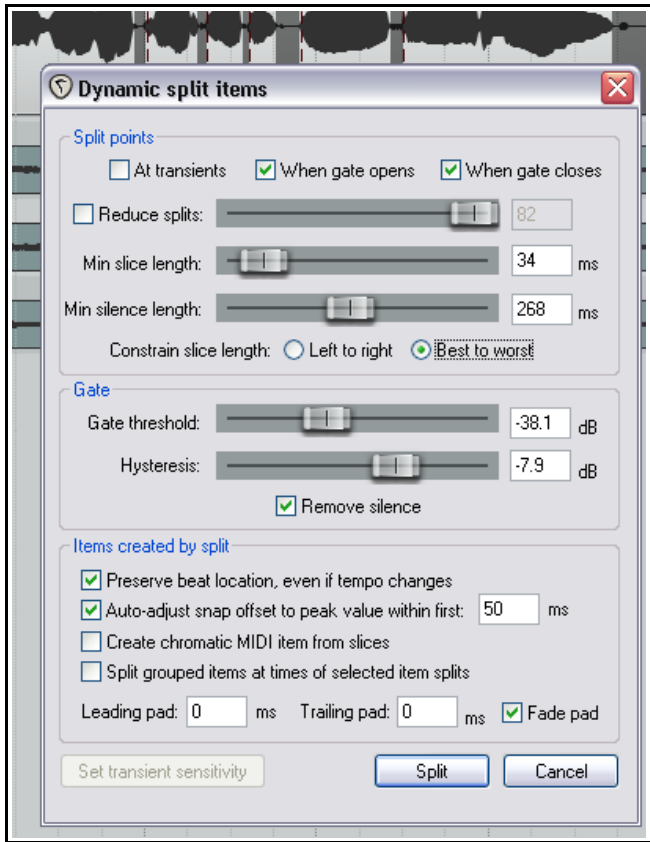 Dynamic split items
Split points
At transients When gate opens When gate closes
Reduce splits: 82
Min slice length: 34 ms
Min silence length: 268 ms
Constrain slice length: Left to right Best to worst
Gate
Gate threshold: -38.1 dB
Hysteresis: -7.9 dB
Remove silence
Items created by split
Preserve beat location, even if tempo changes
Auto-adjust snap offset to peak value within first: 50 ms
Create chromatic MIDI item from slices
Split grouped items at times of selected item splits
Leading pad: 0 ms Trailing pad: 0 ms Fade pad
Set transient sensitivity Split Cancel